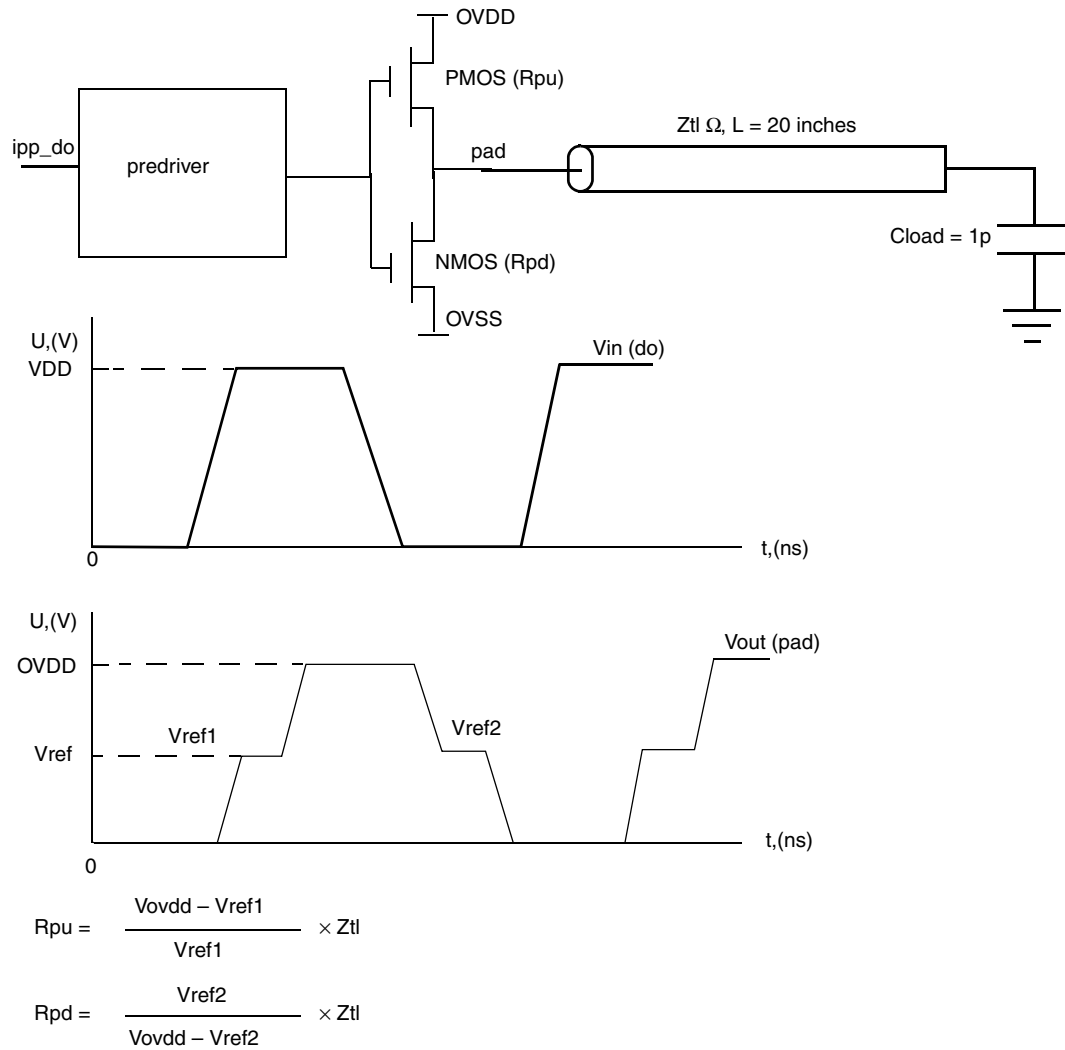 OVDD
PMOS (Rpu)
Ztl Ω, L = 20 inches
ipp_do
predriver
pad
Cload = 1p
NMOS (Rpd)
OVSS
U,(V)
VDD
Vin (do)
0
t,(ns)
U,(V)
OVDD
Vout (pad)
Vref1
Vref2
Vref
t,(ns)
0
Rpu = Vovdd – Vref1 / Vref1 × Ztl
Rpd = Vref2 / Vovdd – Vref2 × Ztl